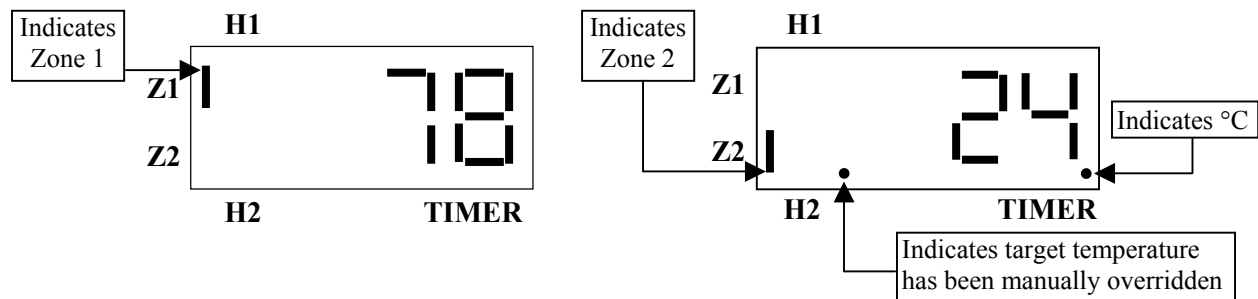 Indicates
Zone 1
H1
Z1
78
Z2
H2
TIMER
Indicates
Zone 2
H1
Z1
24
Z2
Indicates °C
H2
TIMER
Indicates target temperature
has been manually overridden